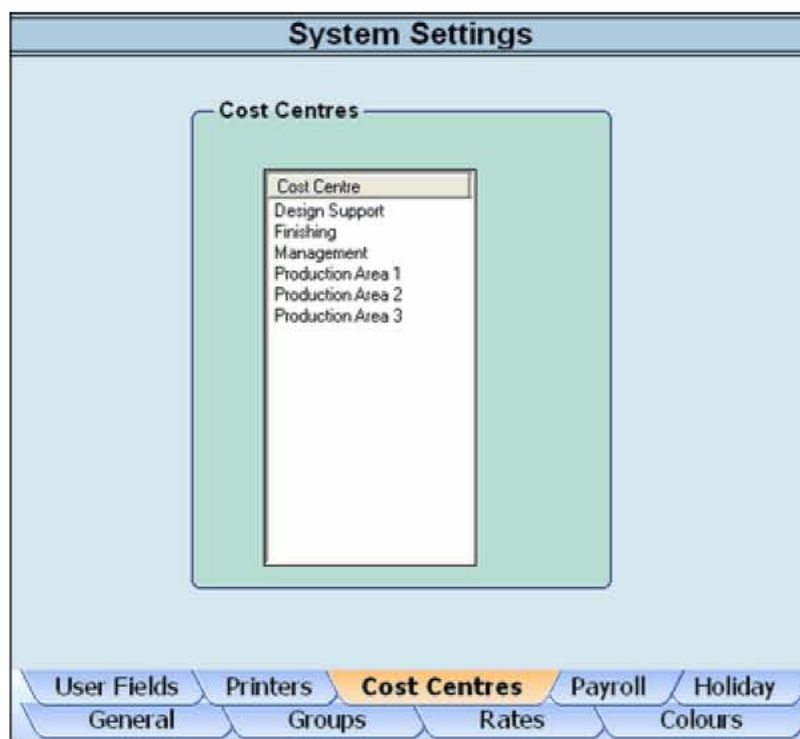 System Settings
Cost Centres
Cost Centre
Design Support
Finishing
Management
Production Area 1
Production Area 2
Production Area 3
User Fields Printers Cost Centres Payroll Holiday
General Groups Rates Colours